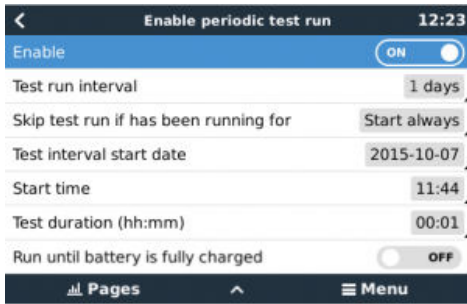 Enable periodic test run 12:23
Enable ON
Test run interval 1 days
Skip test run if has been running for Start always
Test interval start date 2015-10-07
Start time 11:44
Test duration (hh:mm) 00:01
Run until battery is fully charged OFF
Pages Menu